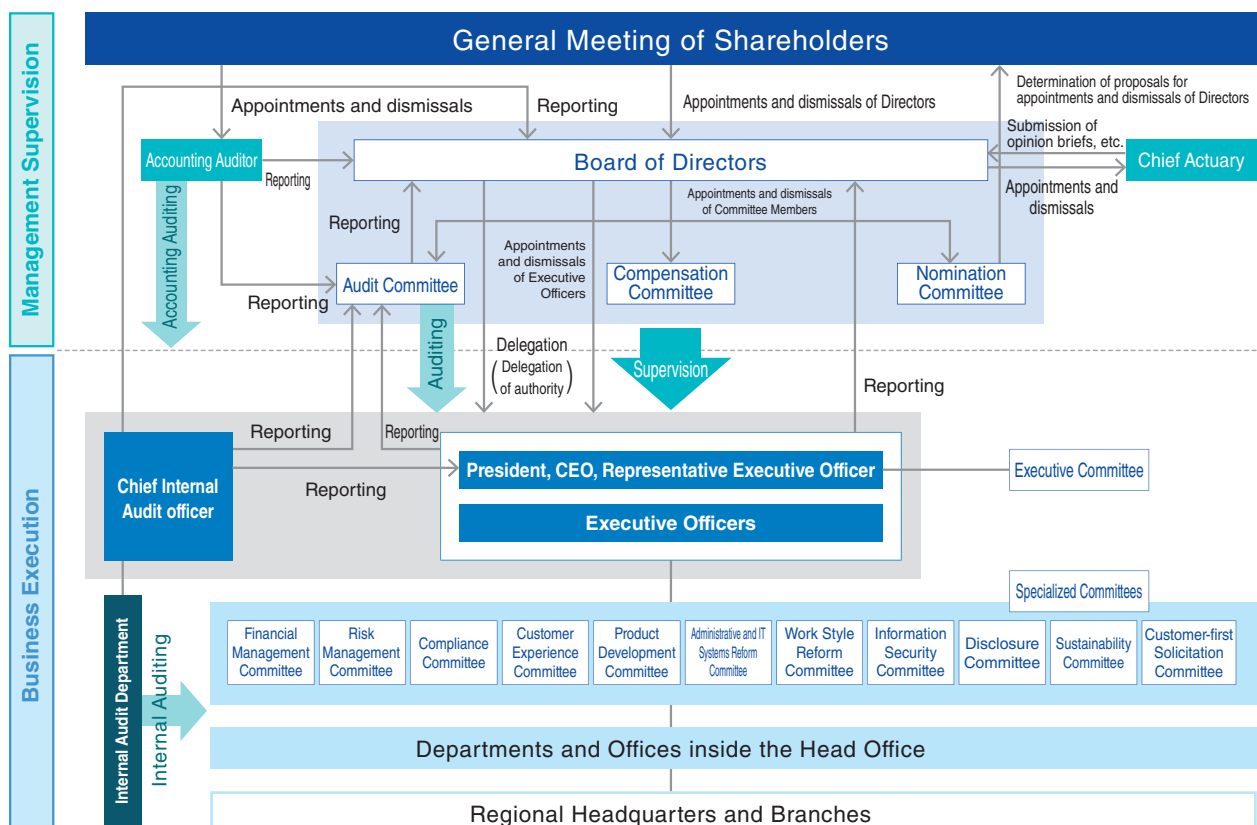 Management Supervision
General Meeting of Shareholders
Appointments and dismissals
Reporting
Appointments and dismissals of Directors
Determination of proposals for
appointments and dismissals of Directors
Submission of
opinion briefs, etc.
Accounting Auditor
Reporting
Board of Directors
Chief Actuary
Appointments and
dismissals
Accounting Auditing
Reporting
Appointments and dismissals
of Committee Members
Appointments
and dismissals
of Executive
Officers
Reporting
Audit Committee
Compensation
Committee
Nomination
Committee
Auditing
Delegation
(Delegation
of authority)
Supervision
Reporting
Business Execution
Reporting
Reporting
Chief Internal
Audit officer
Reporting
President, CEO, Representative Executive Officer
Executive Officers
Executive Committee
Specialized Committees
Internal Audit Department
Internal Auditing
Financial
Management
Committee
Risk
Management
Committee
Compliance
Committee
Customer
Experience
Committee
Product
Development
Committee
Administrative and IT
Systems Reform
Committee
Work Style
Reform
Committee
Information
Security
Committee
Disclosure
Committee
Sustainability
Committee
Customer-first
Solicitation
Committee
Departments and Offices inside the Head Office
Regional Headquarters and Branches